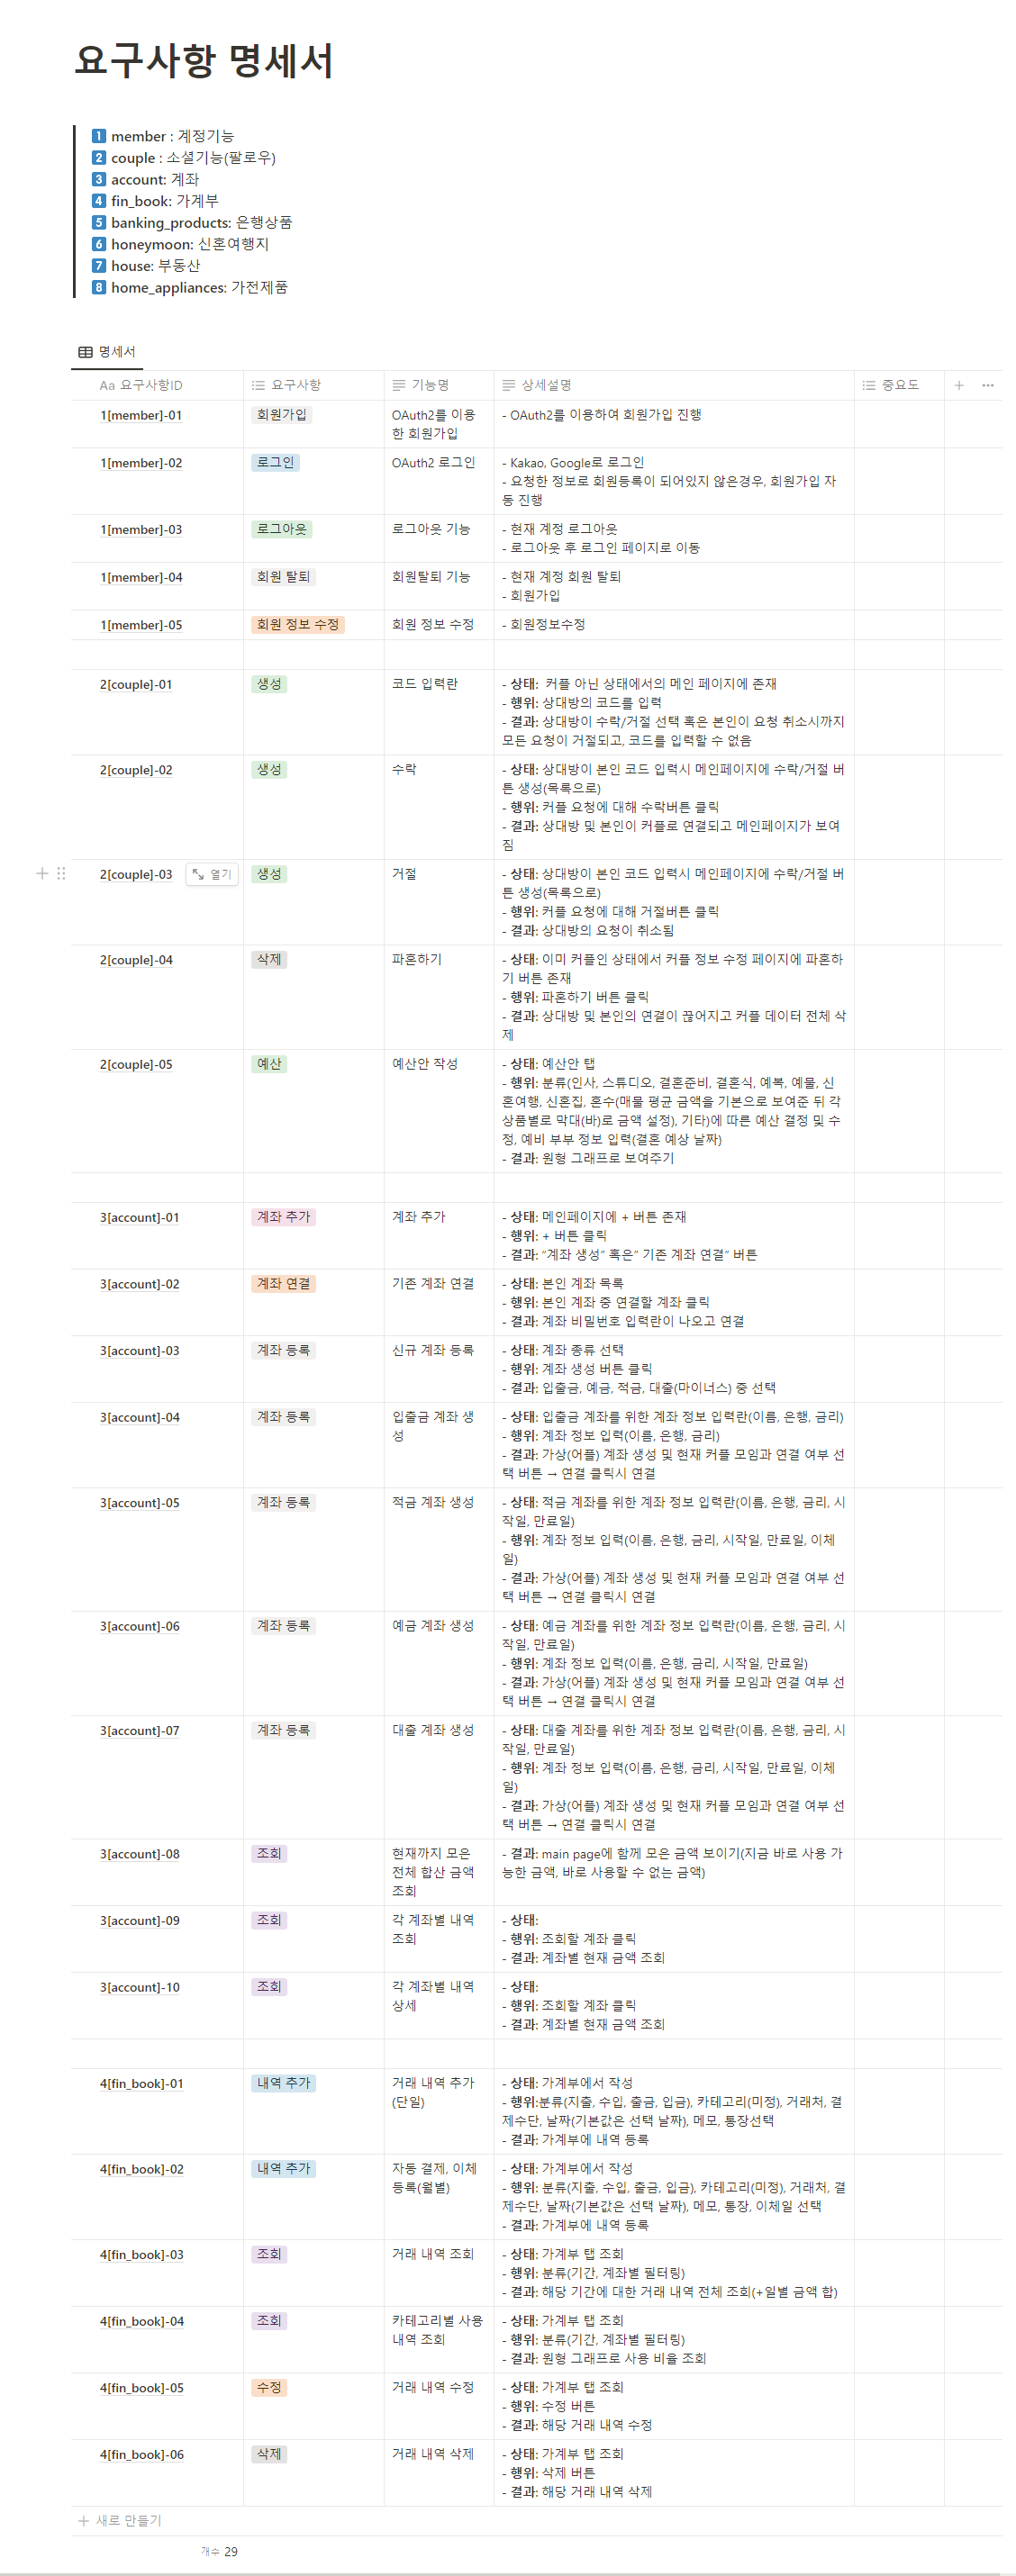 요구사항 명세서
1 member : 계정기능
2 couple : 소셜기능(팔로우)
3 account: 계좌
4 fin_book: 가계부
5 banking_products: 은행상품
6 honeymoon: 신혼여행지
7 house: 부동산
8 home_appliances: 가전제품
명세서
Aa 요구사항ID 요구사항 기능명 상세설명 중요도
1[member]-01 회원가입 OAuth2를 이용 - OAuth2를 이용하여 회원가입 진행
한 회원가입
1[member]-02 로그인 OAuth2 로그인 - Kakao, Google로 로그인
- 요청한 정보로 회원등록이 되어있지 않은경우, 회원가입 자
동 진행
1[member]-03 로그아웃 로그아웃 기능 - 현재 계정 로그아웃
- 로그아웃 후 로그인 페이지로 이동
1[member]-04 회원 탈퇴 회원탈퇴 기능 - 현재 계정 회원 탈퇴
- 회원가입
1[member]-05 회원 정보 수정 회원 정보 수정 - 회원정보수정
2[couple]-01 생성 코드 입력란 - 상태: 커플 아닌 상태에서의 메인 페이지에 존재
- 행위: 상대방의 코드를 입력
- 결과: 상대방이 수락/거절 선택 혹은 본인이 요청 취소시까지
모든 요청이 거절되고, 코드를 입력할 수 없음
2[couple]-02 생성 수락 - 상태: 상대방이 본인 코드 입력시 메인페이지에 수락/거절 버
튼 생성(목록으로)
- 행위: 커플 요청에 대해 수락버튼 클릭
- 결과: 상대방 및 본인이 커플로 연결되고 메인페이지가 보여
짐
2[couple]-03 열기 생성 거절 - 상태: 상대방이 본인 코드 입력시 메인페이지에 수락/거절 버
튼 생성(목록으로)
- 행위: 커플 요청에 대해 거절버튼 클릭
- 결과: 상대방의 요청이 취소됨
2[couple]-04 삭제 파혼하기 - 상태: 이미 커플인 상태에서 커플 정보 수정 페이지에 파혼하
기 버튼 존재
- 행위: 파혼하기 버튼 클릭
- 결과: 상대방 및 본인의 연결이 끊어지고 커플 데이터 전체 삭
제
2[couple]-05 예산 예산안 작성 - 상태: 예산안 탭
- 행위: 분류(인사, 스튜디오, 결혼준비, 결혼식, 예복, 예물, 신
혼여행, 신혼집, 혼수(매물 평균 금액을 기본으로 보여준 뒤 각
상품별로 막대(바)로 금액 설정), 기타)에 따른 예산 결정 및 수
정, 예비 부부 정보 입력(결혼 예상 날짜)
- 결과: 원형 그래프로 보여주기
3[account]-01 계좌 추가 계좌 추가 - 상태: 메인페이지에 + 버튼 존재
- 행위: + 버튼 클릭
- 결과: “계좌 생성” 혹은” 기존 계좌 연결” 버튼
3[account]-02 계좌 연결 기존 계좌 연결 - 상태: 본인 계좌 목록
- 행위: 본인 계좌 중 연결할 계좌 클릭
- 결과: 계좌 비밀번호 입력란이 나오고 연결
3[account]-03 계좌 등록 신규 계좌 등록 - 상태: 계좌 종류 선택
- 행위: 계좌 생성 버튼 클릭
- 결과: 입출금, 예금, 적금, 대출(마이너스) 중 선택
3[account]-04 계좌 등록 입출금 계좌 생 - 상태: 입출금 계좌를 위한 계좌 정보 입력란(이름, 은행, 금리)
성 - 행위: 계좌 정보 입력(이름, 은행, 금리)
- 결과: 가상(어플) 계좌 생성 및 현재 커플 모임과 연결 여부 선
택 버튼 → 연결 클릭시 연결
3[account]-05 계좌 등록 적금 계좌 생성 - 상태: 적금 계좌를 위한 계좌 정보 입력란(이름, 은행, 금리, 시
작일, 만료일)
- 행위: 계좌 정보 입력(이름, 은행, 금리, 시작일, 만료일, 이체
일)
- 결과: 가상(어플) 계좌 생성 및 현재 커플 모임과 연결 여부 선
택 버튼 → 연결 클릭시 연결
3[account]-06 계좌 등록 예금 계좌 생성 - 상태: 예금 계좌를 위한 계좌 정보 입력란(이름, 은행, 금리, 시
작일, 만료일)
- 행위: 계좌 정보 입력(이름, 은행, 금리, 시작일, 만료일)
- 결과: 가상(어플) 계좌 생성 및 현재 커플 모임과 연결 여부 선
택 버튼 → 연결 클릭시 연결
3[account]-07 계좌 등록 대출 계좌 생성 - 상태: 대출 계좌를 위한 계좌 정보 입력란(이름, 은행, 금리, 시
작일, 만료일)
- 행위: 계좌 정보 입력(이름, 은행, 금리, 시작일, 만료일, 이체
일)
- 결과: 가상(어플) 계좌 생성 및 현재 커플 모임과 연결 여부 선
택 버튼 → 연결 클릭시 연결
3[account]-08 조회 현재까지 모은 - 결과: main page에 함께 모은 금액 보이기(지금 바로 사용 가
전체 합산 금액 능한 금액, 바로 사용할 수 없는 금액)
조회
3[account]-09 조회 각 계좌별 내역 - 상태:
조회 - 행위: 조회할 계좌 클릭
- 결과: 계좌별 현재 금액 조회
3[account]-10 조회 각 계좌별 내역 - 상태:
상세 - 행위: 조회할 계좌 클릭
- 결과: 계좌별 현재 금액 조회
4[fin_book]-01 내역 추가 거래 내역 추가 - 상태: 가계부에서 작성
(단일) - 행위:분류(지출, 수입, 출금, 입금), 카테고리(미정), 거래처, 결
제수단, 날짜(기본값은 선택 날짜), 메모, 통장선택
- 결과: 가계부에 내역 등록
4[fin_book]-02 내역 추가 자동 결제, 이체 - 상태: 가계부에서 작성
등록(월별) - 행위: 분류(지출, 수입, 출금, 입금), 카테고리(미정), 거래처, 결
제수단, 날짜(기본값은 선택 날짜), 메모, 통장, 이체일 선택
- 결과: 가계부에 내역 등록
4[fin_book]-03 조회 거래 내역 조회 - 상태: 가계부 탭 조회
- 행위: 분류(기간, 계좌별 필터링)
- 결과: 해당 기간에 대한 거래 내역 전체 조회(+일별 금액 합)
4[fin_book]-04 조회 카테고리별 사용 - 상태: 가계부 탭 조회
내역 조회 - 행위: 분류(기간, 계좌별 필터링)
- 결과: 원형 그래프로 사용 비율 조회
4[fin_book]-05 수정 거래 내역 수정 - 상태: 가계부 탭 조회
- 행위: 수정 버튼
- 결과: 해당 거래 내역 수정
4[fin_book]-06 삭제 거래 내역 삭제 - 상태: 가계부 탭 조회
- 행위: 삭제 버튼
- 결과: 해당 거래 내역 삭제
+ 새로 만들기
개수 29